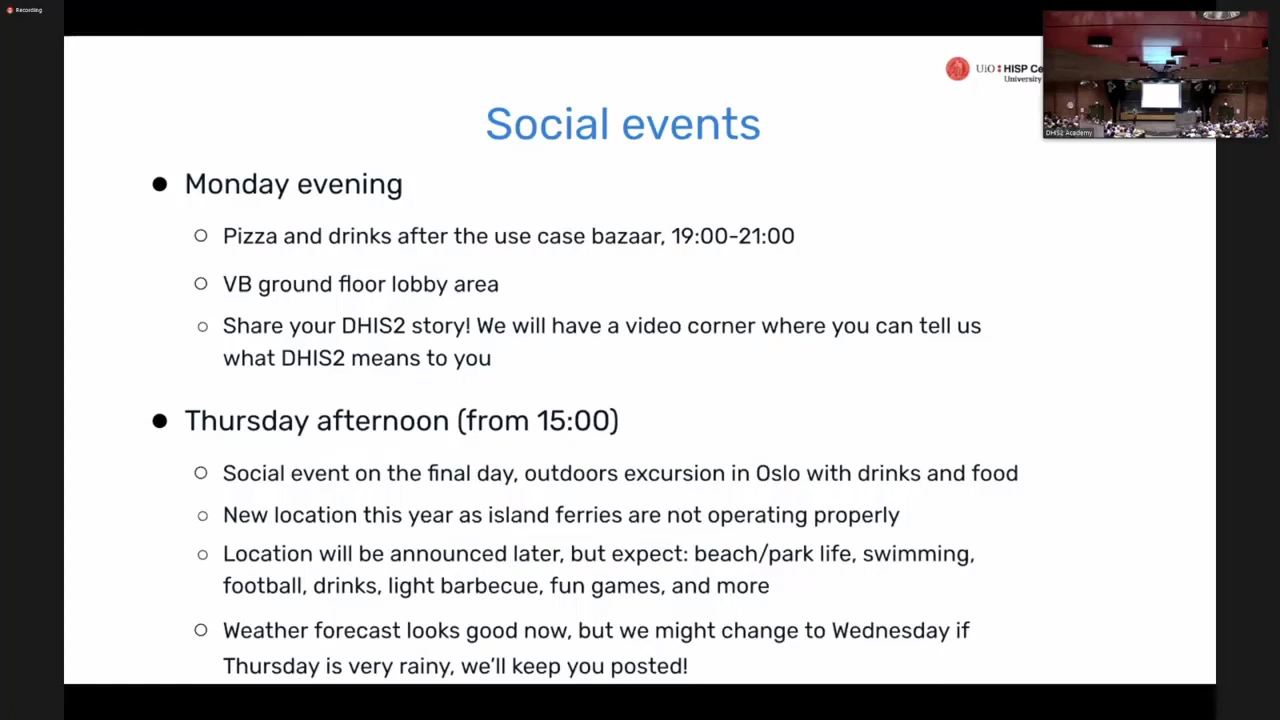 Recording
UiO HISP Ce
University
DHIS2 Academy
Social events
Monday evening
Pizza and drinks after the use case bazaar, 19:00-21:00
VB ground floor lobby area
Share your DHIS2 story! We will have a video corner where you can tell us
what DHIS2 means to you
Thursday afternoon (from 15:00)
Social event on the final day, outdoors excursion in Oslo with drinks and food
New location this year as island ferries are not operating properly
Location will be announced later, but expect: beach/park life, swimming,
football, drinks, light barbecue, fun games, and more
Weather forecast looks good now, but we might change to Wednesday if
Thursday is very rainy, we'll keep you posted!